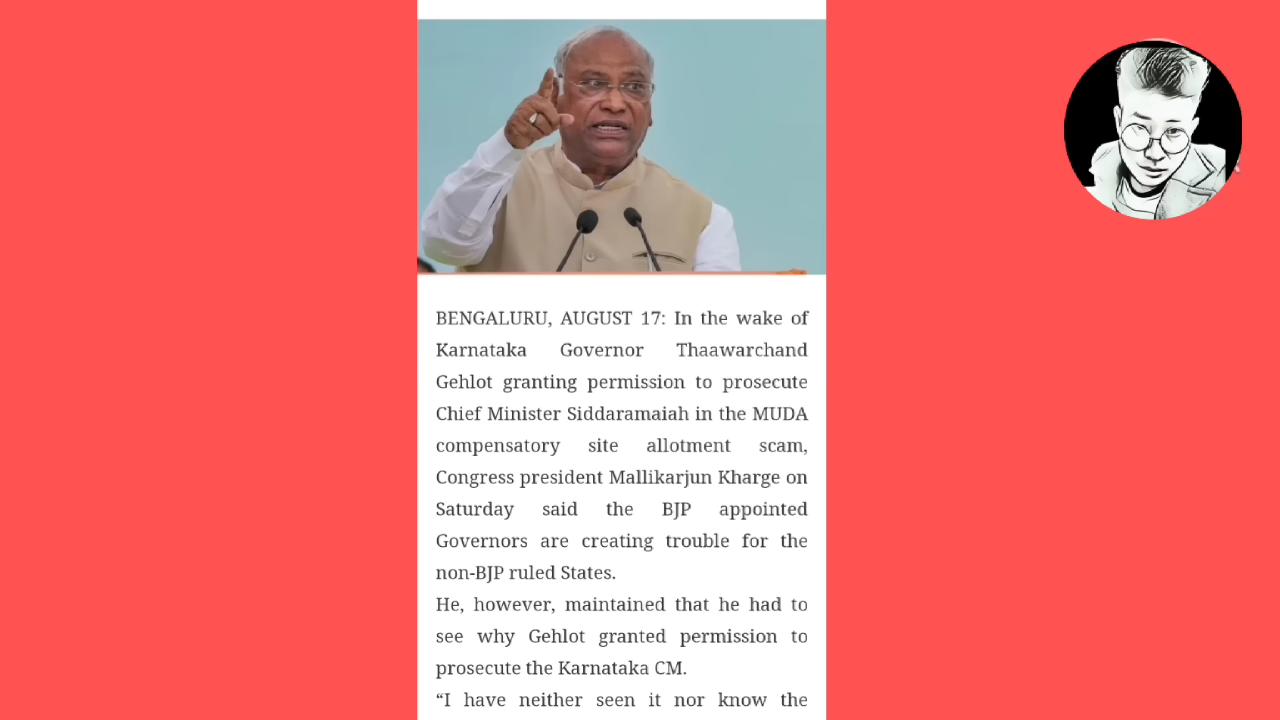 BENGALURU, AUGUST 17: In the wake of
Karnataka Governor Thaawarchand
Gehlot granting permission to prosecute
Chief Minister Siddaramaiah in the MUDA
compensatory site allotment scam,
Congress president Mallikarjun Kharge on
Saturday said the BJP appointed
Governors are creating trouble for the
non-BJP ruled States.
He, however, maintained that he had to
see why Gehlot granted permission to
prosecute the Karnataka CM.
“I have neither seen it nor know the